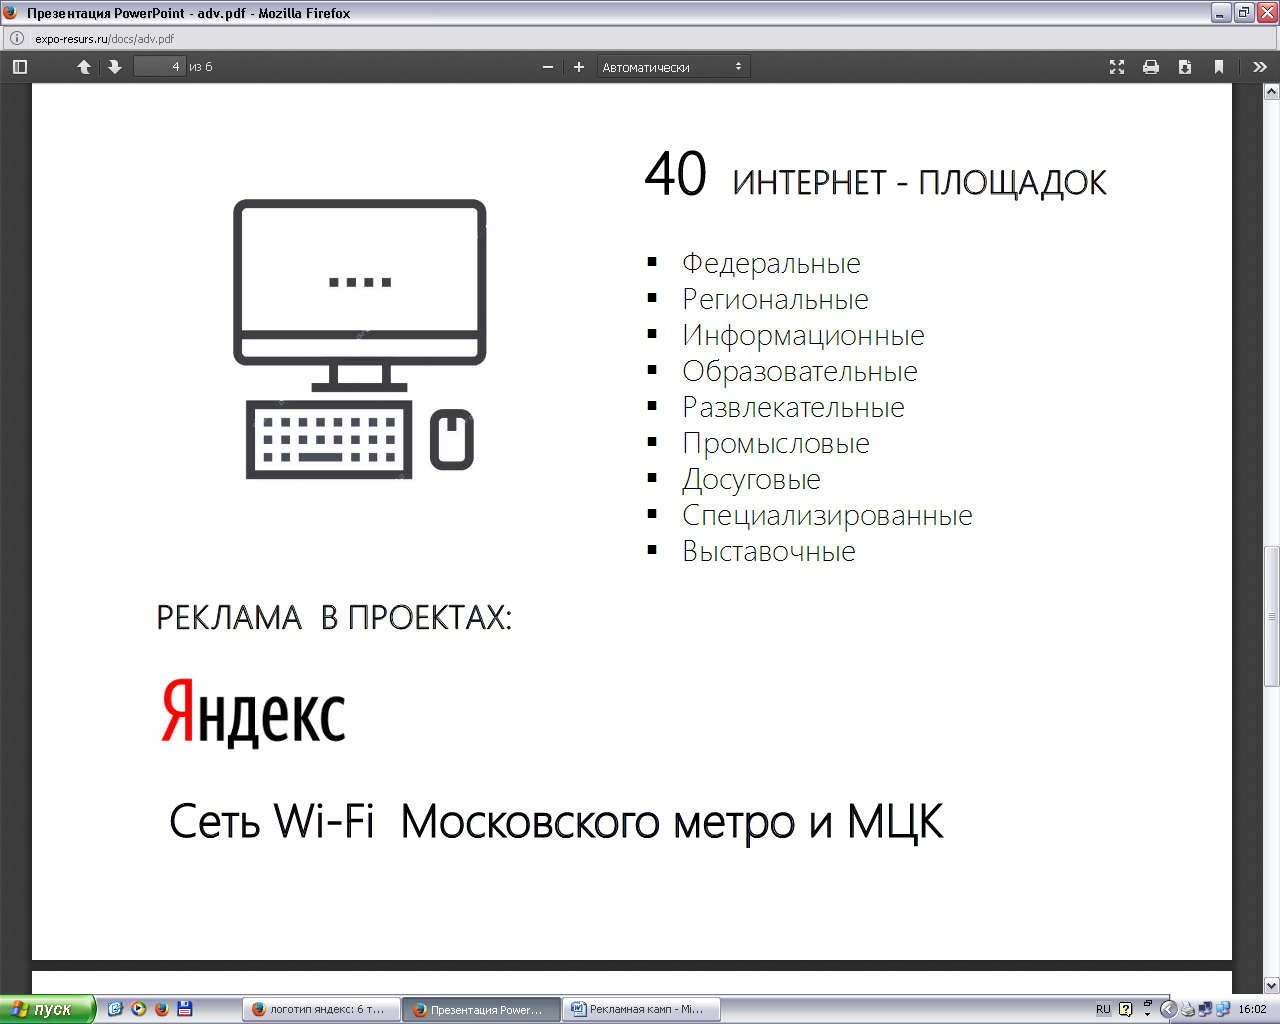 Презентация PowerPoint - adv.pdf - Mozilla Firefox
expo-resurs.ru/docs/adv.pdf
4 из 6
Автоматически
40 ИНТЕРНЕТ - ПЛОЩАДОК
Федеральные
Региональные
Информационные
Образовательные
Развлекательные
Промысловые
Досуговые
Специализированные
Выставочные
РЕКЛАМА В ПРОЕКТАХ:
Яндекс
Сеть Wi-Fi Московского метро и МЦК
пуск
логотип яндекс: 6 т...
Презентация Power...
Рекламная камп - Mi...
RU
16:02